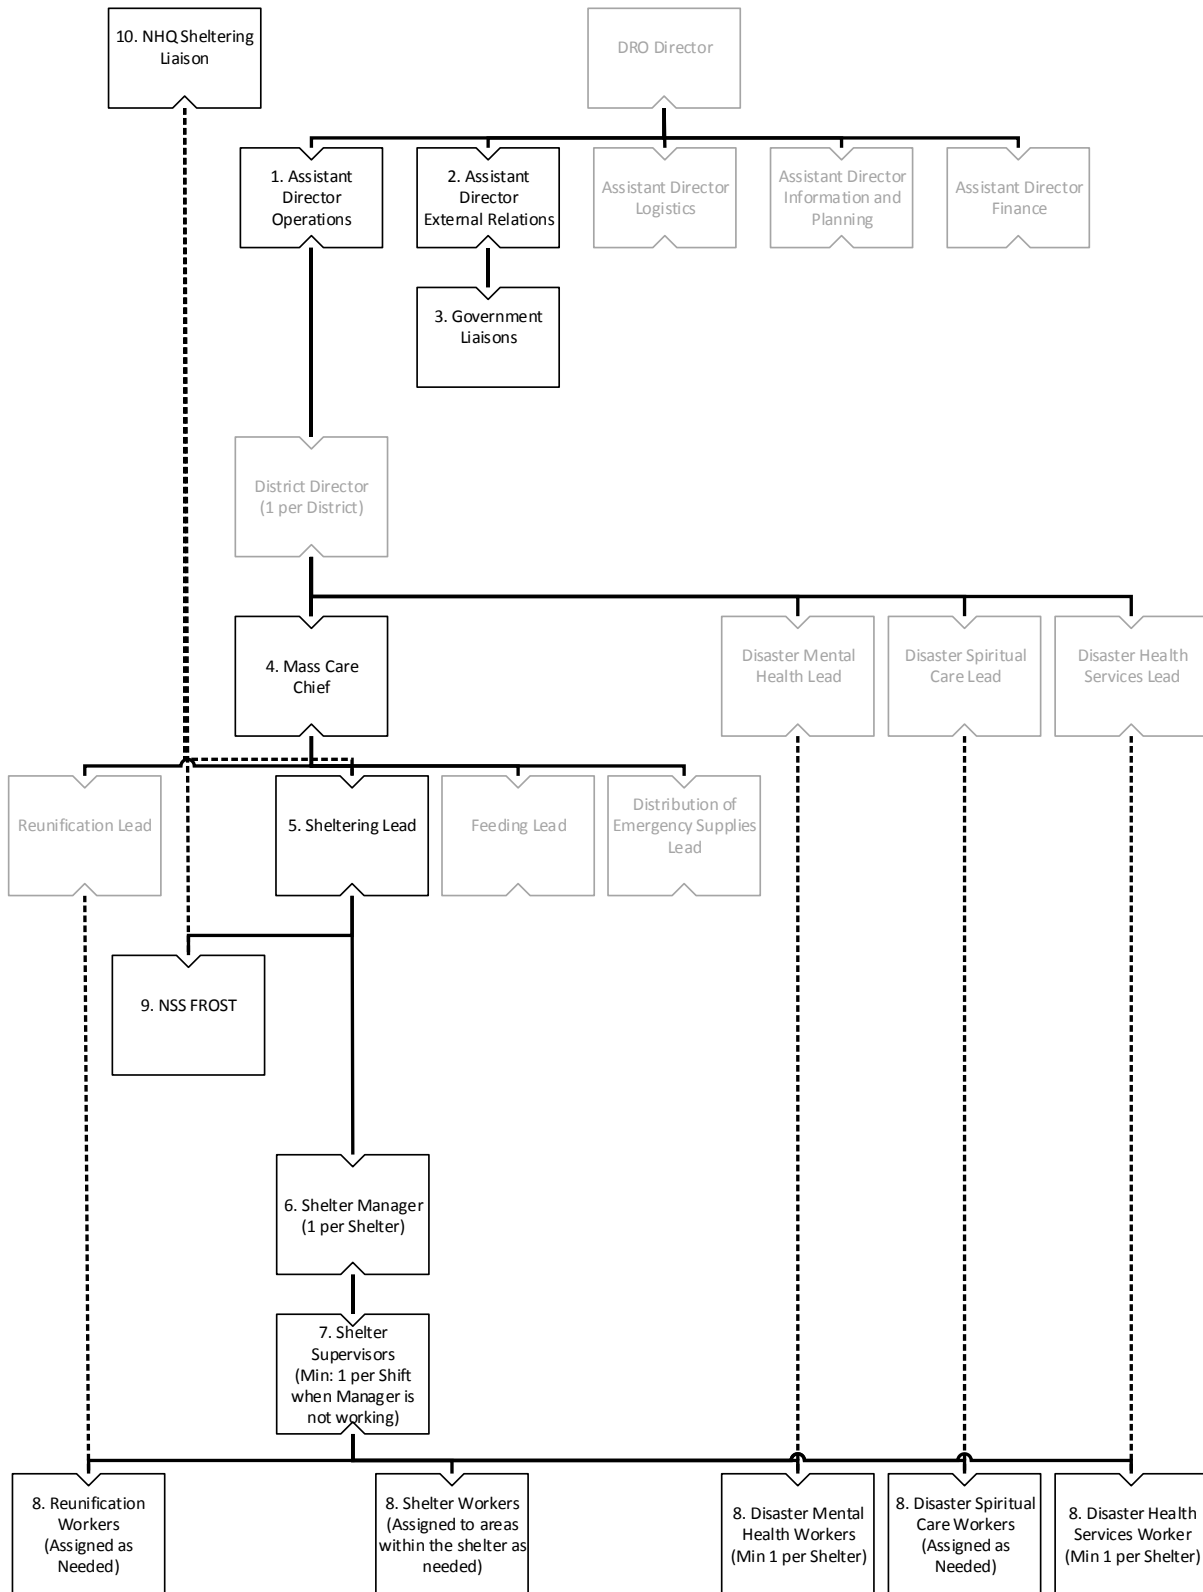 10. NHQ Sheltering
Liaison
DRO Director
1. Assistant
Director
Operations
2. Assistant
Director
External Relations
Assistant Director
Logistics
Assistant Director
Information and
Planning
Assistant Director
Finance
3. Government
Liaisons
District Director
(1 per District)
4. Mass Care
Chief
Disaster Mental
Health Lead
Disaster Spiritual
Care Lead
Disaster Health
Services Lead
Reunification Lead
5. Sheltering Lead
Feeding Lead
Distribution of
Emergency Supplies
Lead
9. NSS FROST
6. Shelter Manager
(1 per Shelter)
7. Shelter
Supervisors
(Min: 1 per Shift
when Manager is
not working)
8. Reunification
Workers
(Assigned as
Needed)
8. Shelter Workers
(Assigned to areas
within the shelter as
needed)
8. Disaster Mental
Health Workers
(Min 1 per Shelter)
8. Disaster Spiritual
Care Workers
(Assigned as
Needed)
8. Disaster Health
Services Worker
(Min 1 per Shelter)